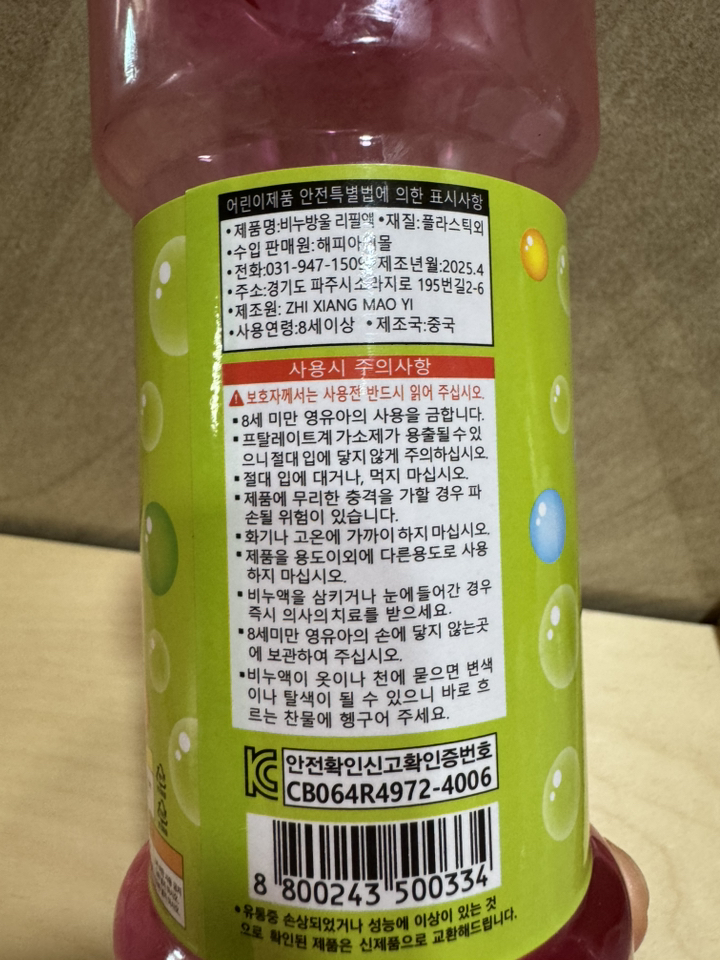 어린이제품 안전특별법에 의한 표시사항
•제품명:비누방울 리필액 •재질:플라스틱외
•수입 판매원:해피아 몰
•전화:031-947-150 제조년월:2025.4
•주소:경기도 파주시소라지로 195번길2-6
•제조원: ZHI XIANG MAO YI
•사용연령:8세이상 •제조국:중국
사용시 주의사항
보호자께서는 사용전 반드시 읽어 주십시오.
▪8세 미만 영유아의 사용을 금합니다.
▪프탈레이트계 가소제가 용출될 수 있
으니 절대 입에 닿지 않게 주의하십시오.
▪절대 입에 대거나, 먹지 마십시오.
▪제품에 무리한 충격을 가할 경우 파
손될 위험이 있습니다.
▪화기나 고온에 가까이 하지 마십시오.
▪제품을 용도이외에 다른용도로 사용
하지 마십시오.
▪비누액을 삼키거나 눈에들어간 경우
즉시 의사의 치료를 받으세요.
▪8세미만 영유아의 손에 닿지 않는곳
에 보관하여 주십시오.
▪비누액이 옷이나 천에 묻으면 변색
이나 탈색이 될 수 있으니 바로 흐
르는 찬물에 헹구어 주세요.
KC 안전확인신고확인증번호
CB064R4972-4006
8 800243 500334
•유통중 손상되었거나 성능에 이상이 있는 것
으로 확인된 제품은 신제품으로 교환해드립니다.